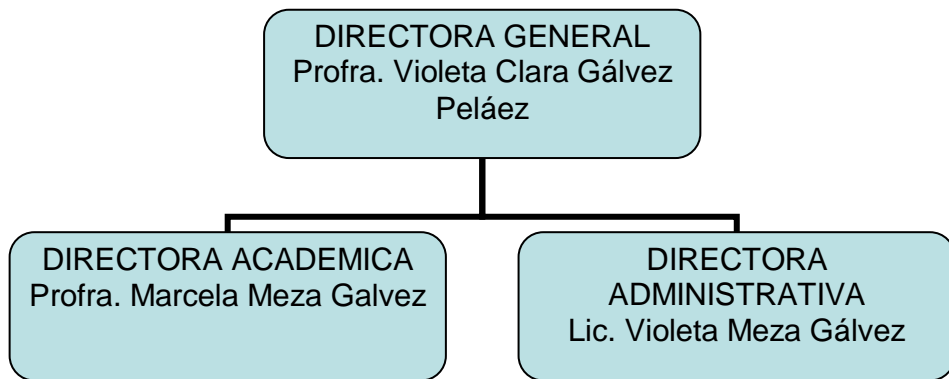 DIRECTORA GENERAL
Profra. Violeta Clara Gálvez
Peláez
DIRECTORA ACADEMICA
Profra. Marcela Meza Galvez
DIRECTORA
ADMINISTRATIVA
Lic. Violeta Meza Gálvez